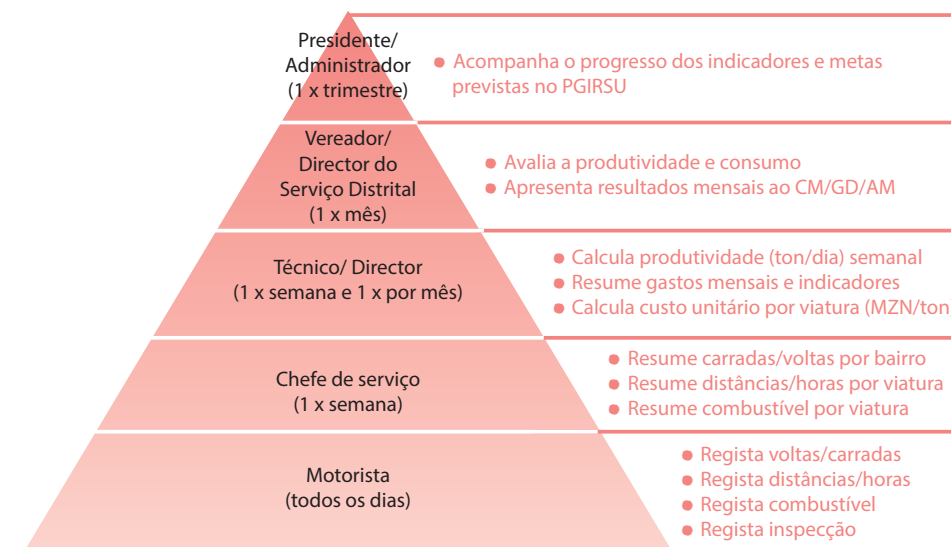 Presidente/
Administrador
(1 x trimestre)
● Acompanha o progresso dos indicadores e metas
previstas no PGIRSU
Vereador/
Director do
Serviço Distrital
(1 x mês)
● Avalia a produtividade e consumo
● Apresenta resultados mensais ao CM/GD/AM
Técnico/ Director
(1 x semana e 1 x por mês)
● Calcula produtividade (ton/dia) semanal
● Resume gastos mensais e indicadores
● Calcula custo unitário por viatura (MZN/ton)
Chefe de serviço
(1 x semana)
● Resume carradas/voltas por bairro
● Resume distâncias/horas por viatura
● Resume combustível por viatura
Motorista
(todos os dias)
● Regista voltas/carradas
● Regista distâncias/horas
● Regista combustível
● Regista inspecção